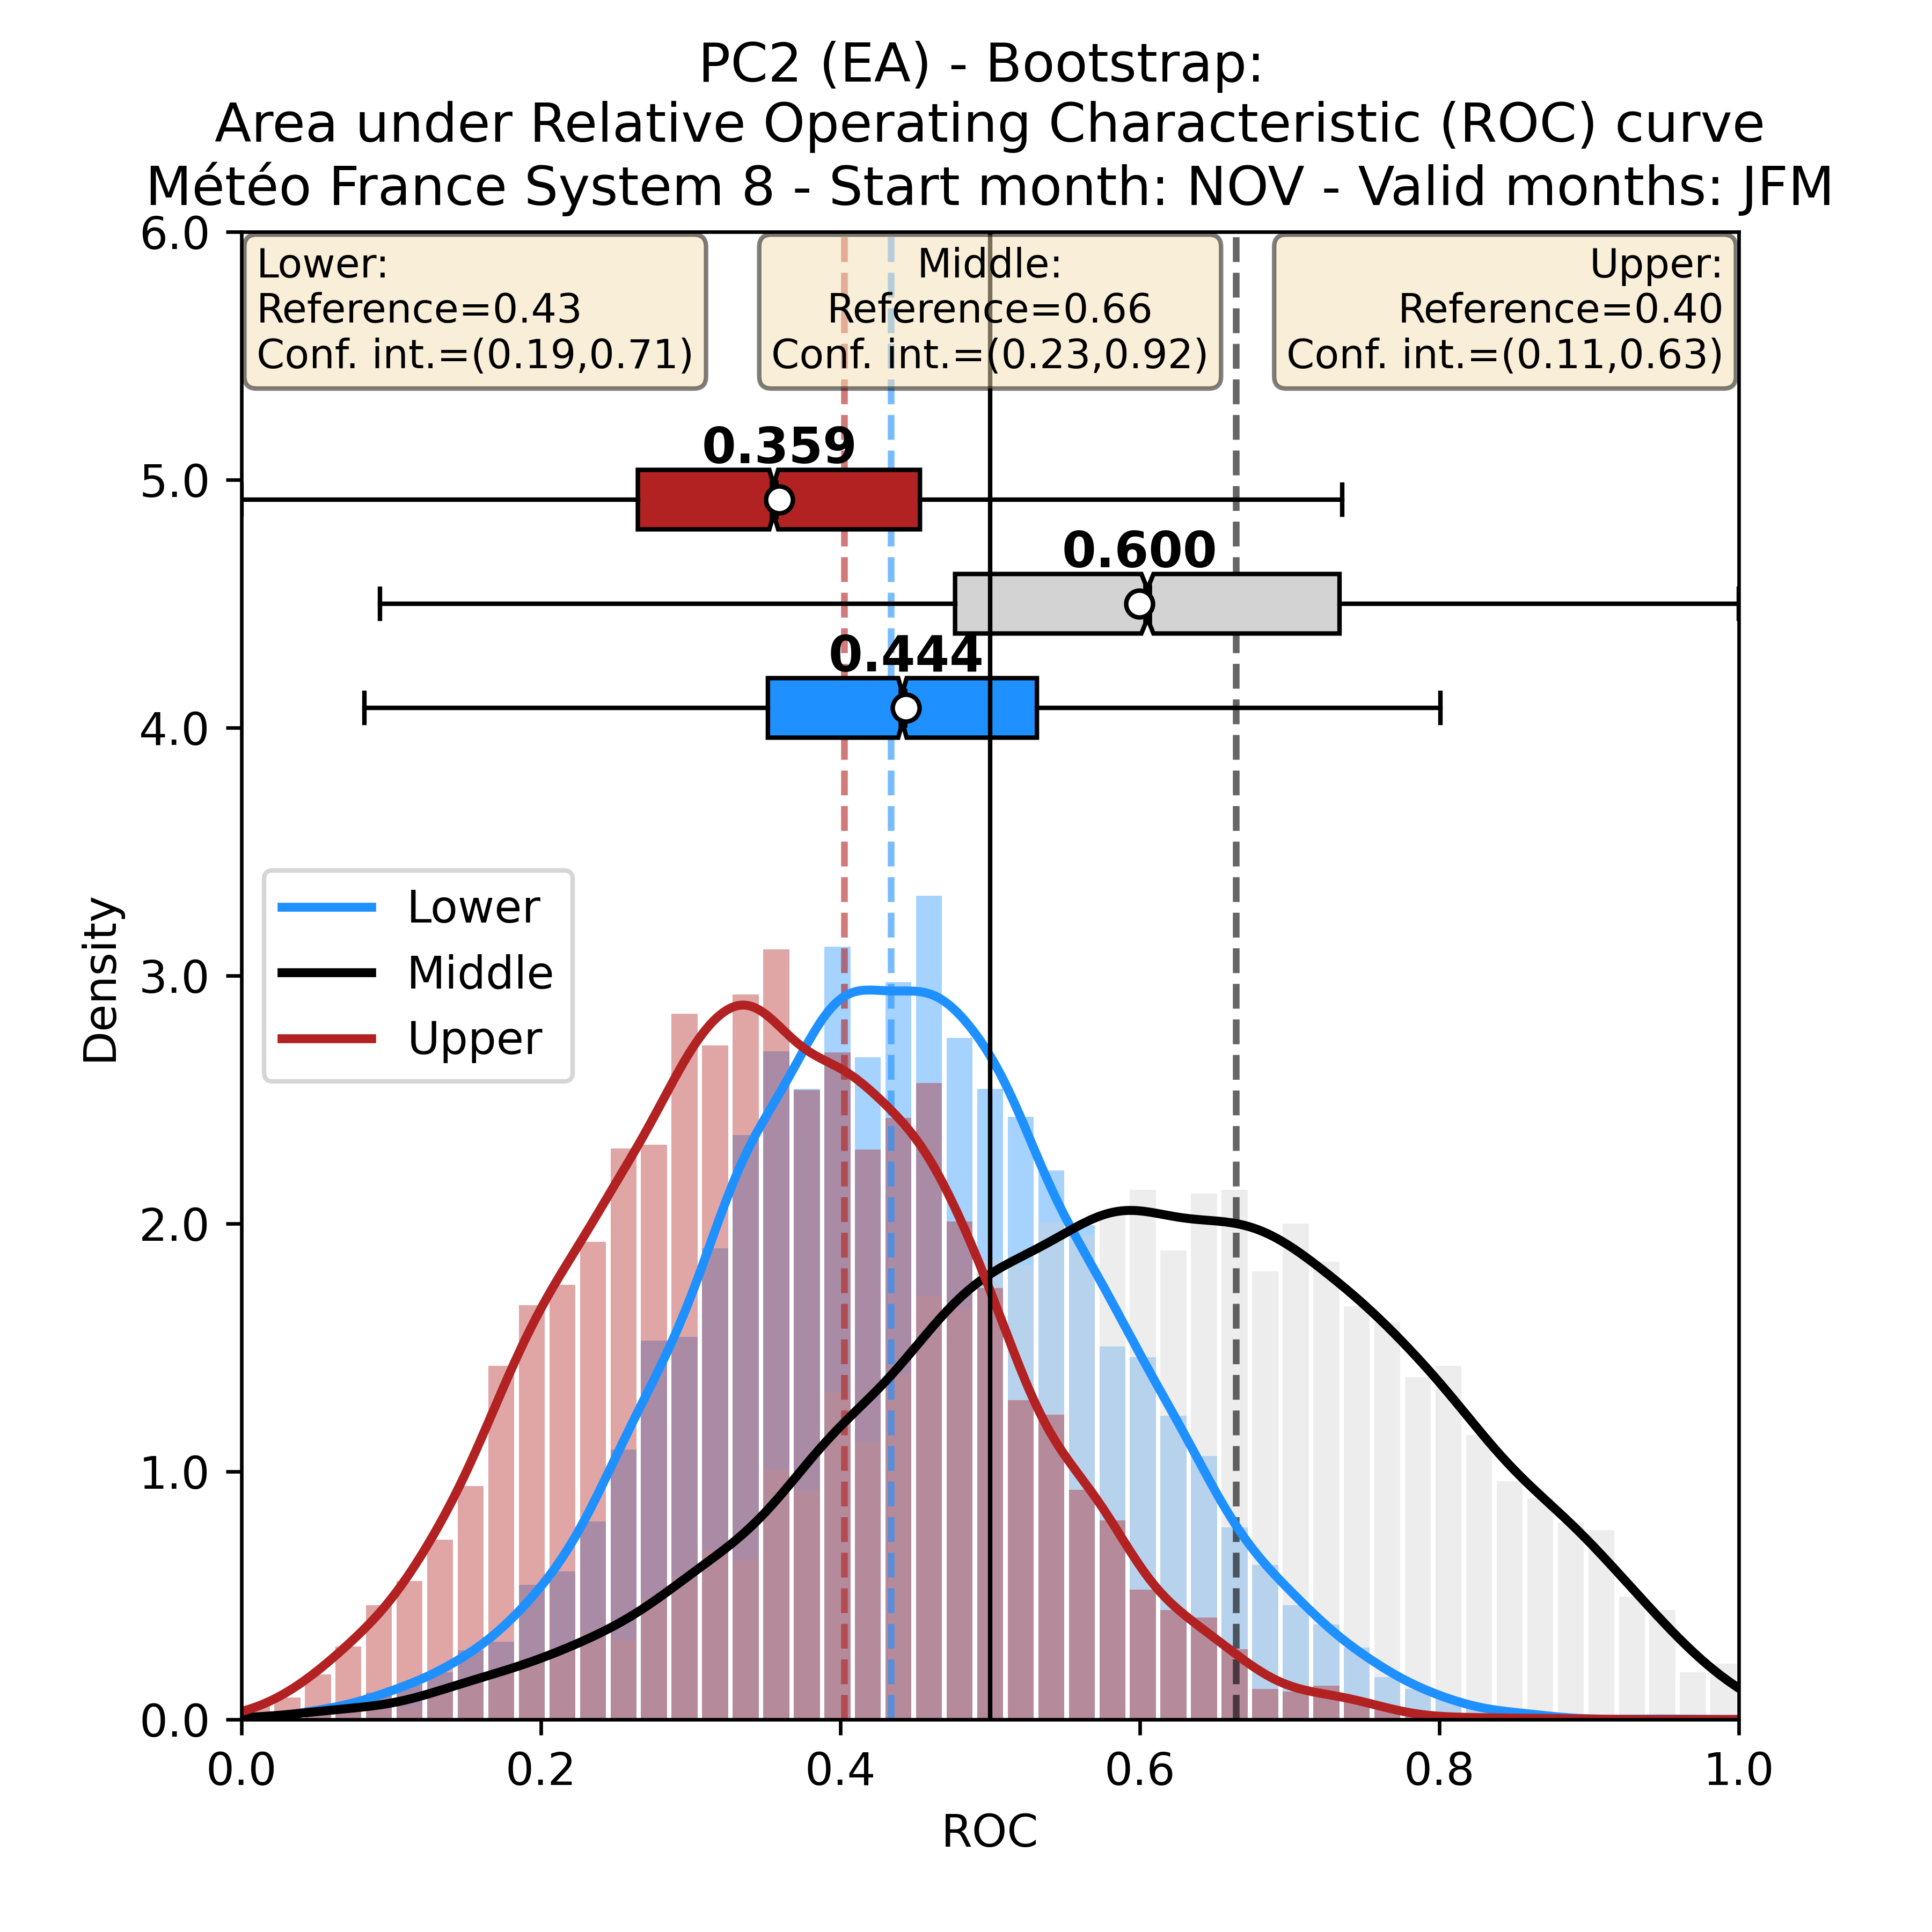 PC2 (EA) - Bootstrap:
Area under Relative Operating Characteristic (ROC) curve
Météo France System 8 - Start month: NOV - Valid months: JFM
Lower:
Reference=0.43
Conf. int.=(0.19,0.71)
Middle:
Reference=0.66
Conf. int.=(0.23,0.92)
Upper:
Reference=0.40
Conf. int.=(0.11,0.63)
0.359
0.600
0.444
Lower
Middle
Upper
Density
6.0
5.0
4.0
3.0
2.0
1.0
0.0
0.0 0.2 0.4 0.6 0.8 1.0
ROC